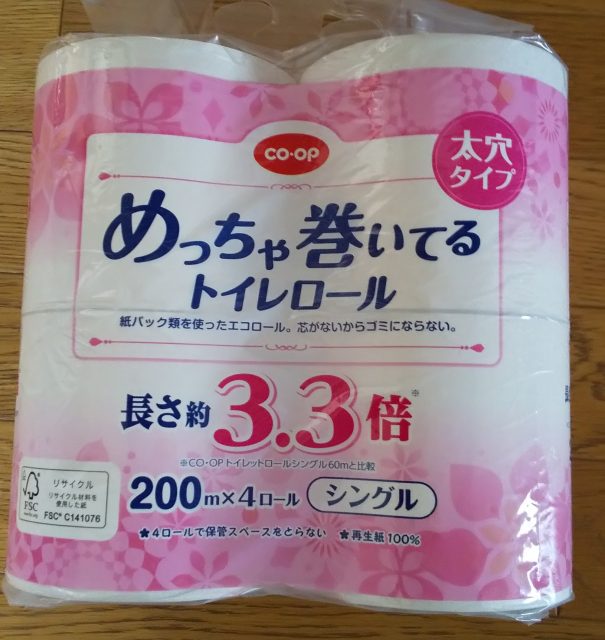 CO·OP
太穴
タイプ
めっちゃ巻いてる
トイレロール
紙パック類を使ったエコロール。芯がないからゴミにならない。
長さ約3.3倍※
※CO・OPトイレットロールシングル60mと比較
200m×4ロール シングル
★4ロールで保管スペースをとらない ★再生紙100%
FSC
リサイクル
リサイクル材料を
使用した紙
FSC® C141076